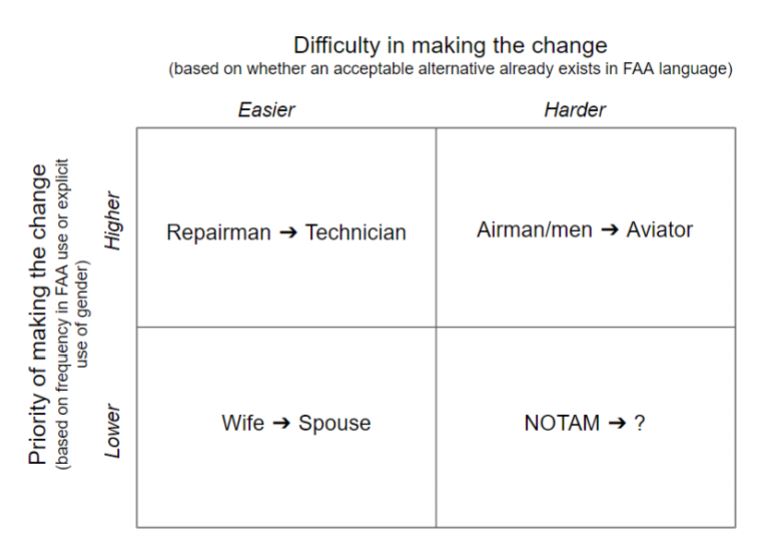 Difficulty in making the change
(based on whether an acceptable alternative already exists in FAA language)
Easier
Harder
Priority of making the change
(based on frequency in FAA use or explicit
use of gender)
Higher
Repairman ➔ Technician
Airman/men ➔ Aviator
Lower
Wife ➔ Spouse
NOTAM ➔ ?